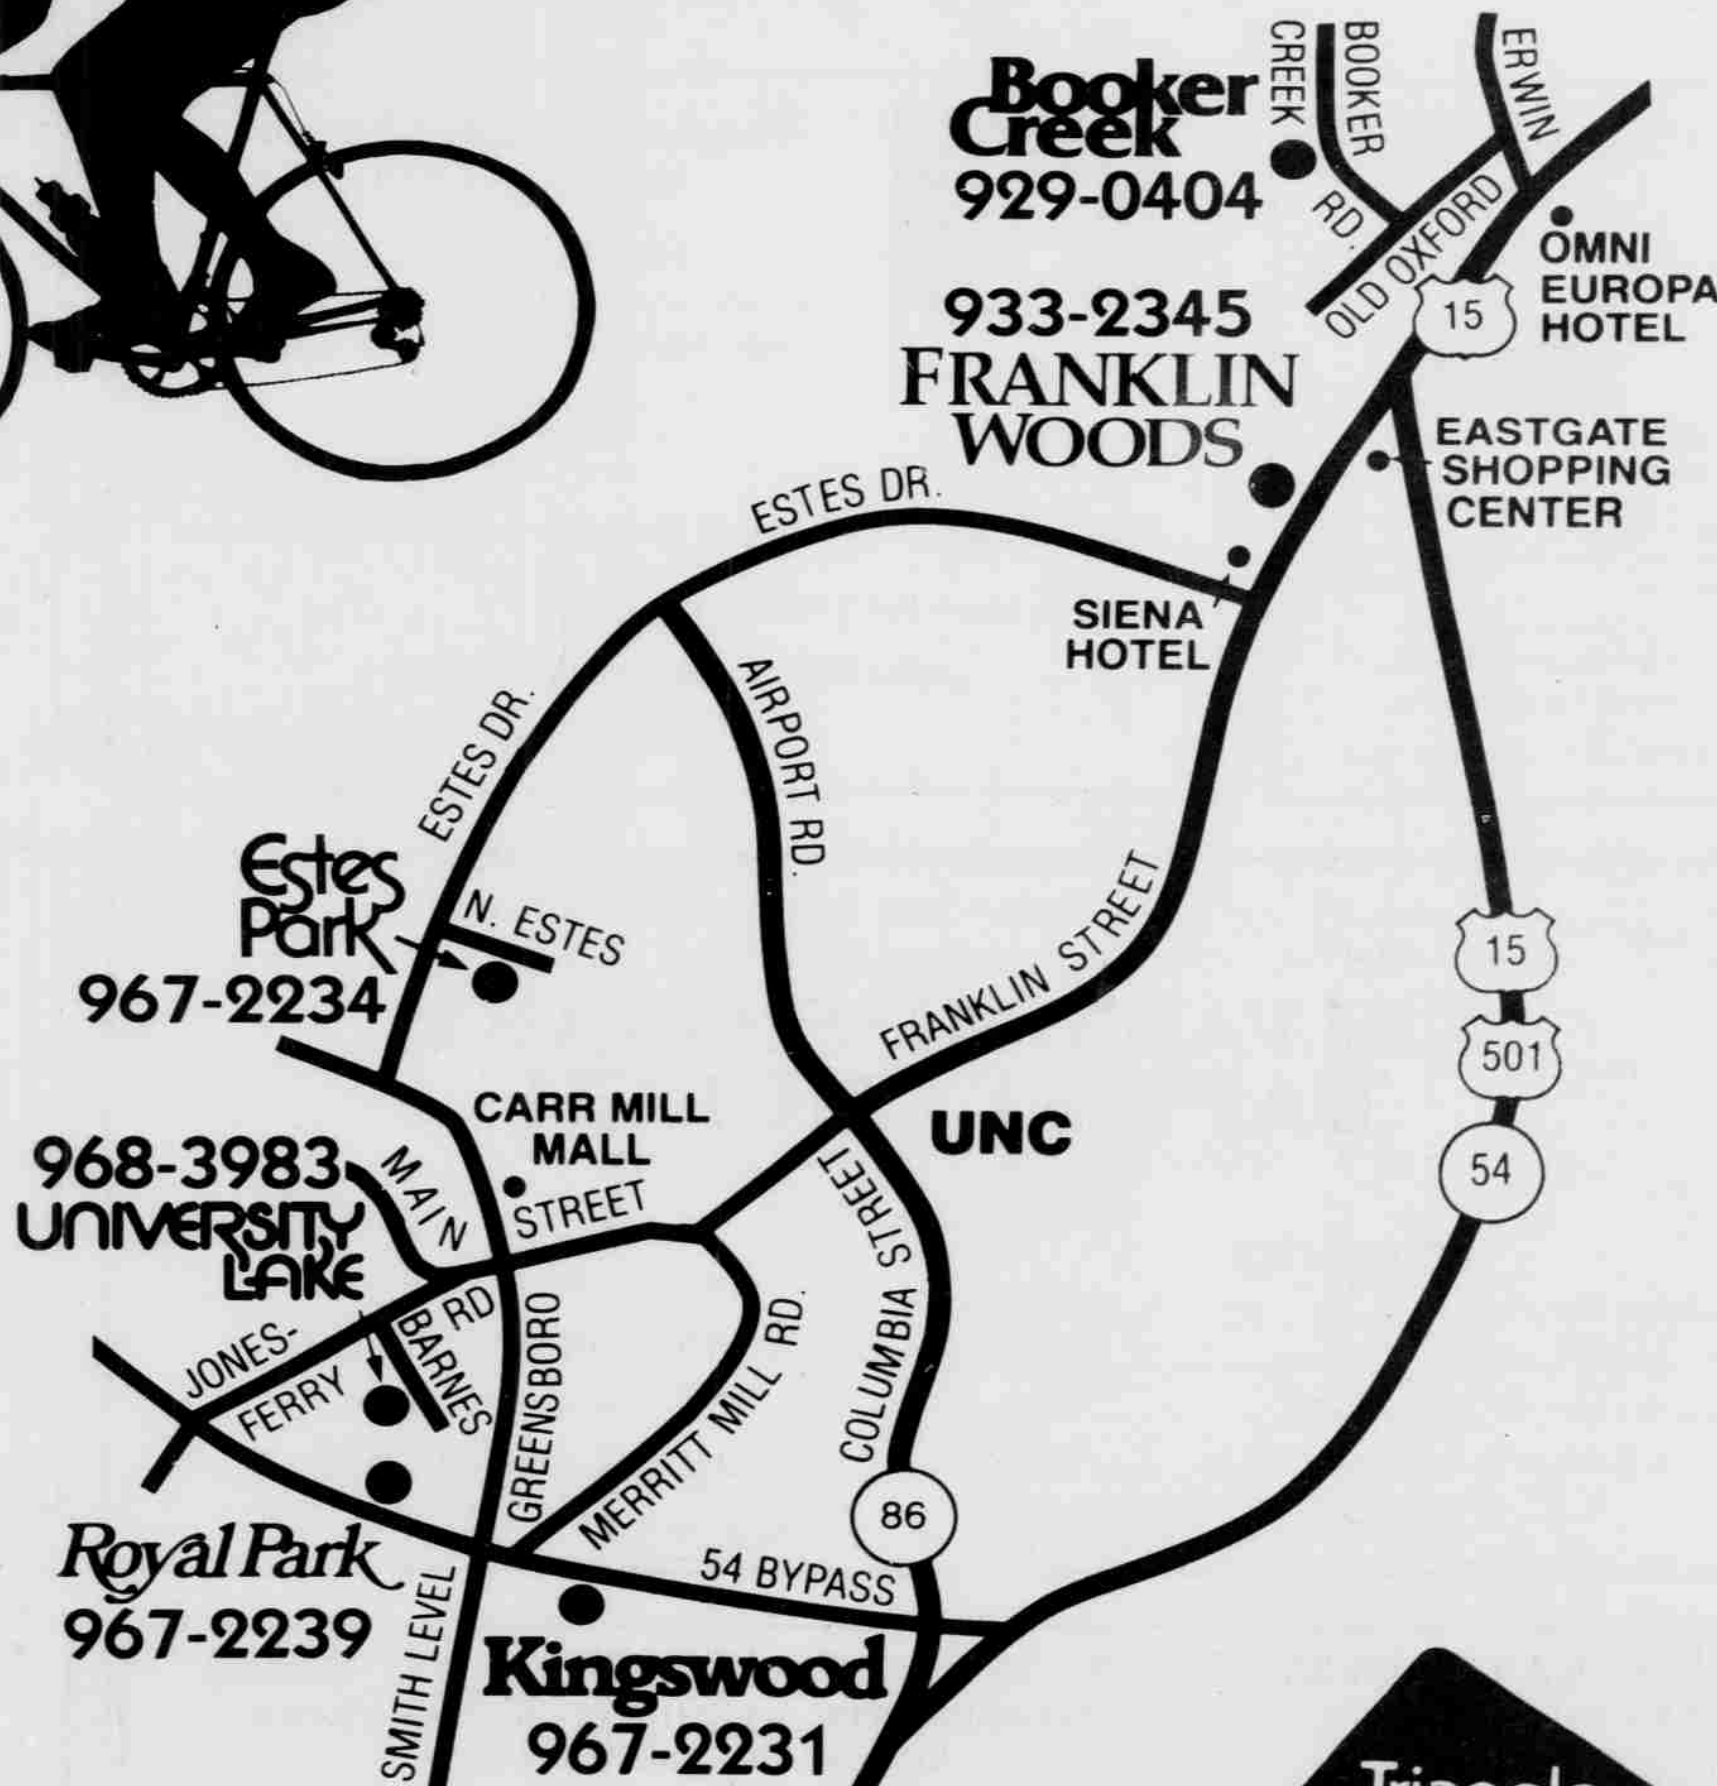 Booker
Creek
929-0404
BOOKER
CREEK
RD.
ERWIN
OLD OXFORD
15
OMNI
EUROPA
HOTEL
933-2345
FRANKLIN
WOODS
EASTGATE
SHOPPING
CENTER
ESTES DR.
SIENA
HOTEL
AIRPORT RD.
ESTES DR.
Estes
Park
967-2234
N. ESTES
FRANKLIN STREET
15
501
54
CARR MILL
MALL
UNC
968-3983
UNIVERSITY
LAKE
MAIN
STREET
COLUMBIA STREET
JONES-
FERRY
RD
BARNES
GREENSBORO
MERRITT MILL RD.
86
54 BYPASS
Royal Park
967-2239
SMITH LEVEL
Kingswood
967-2231